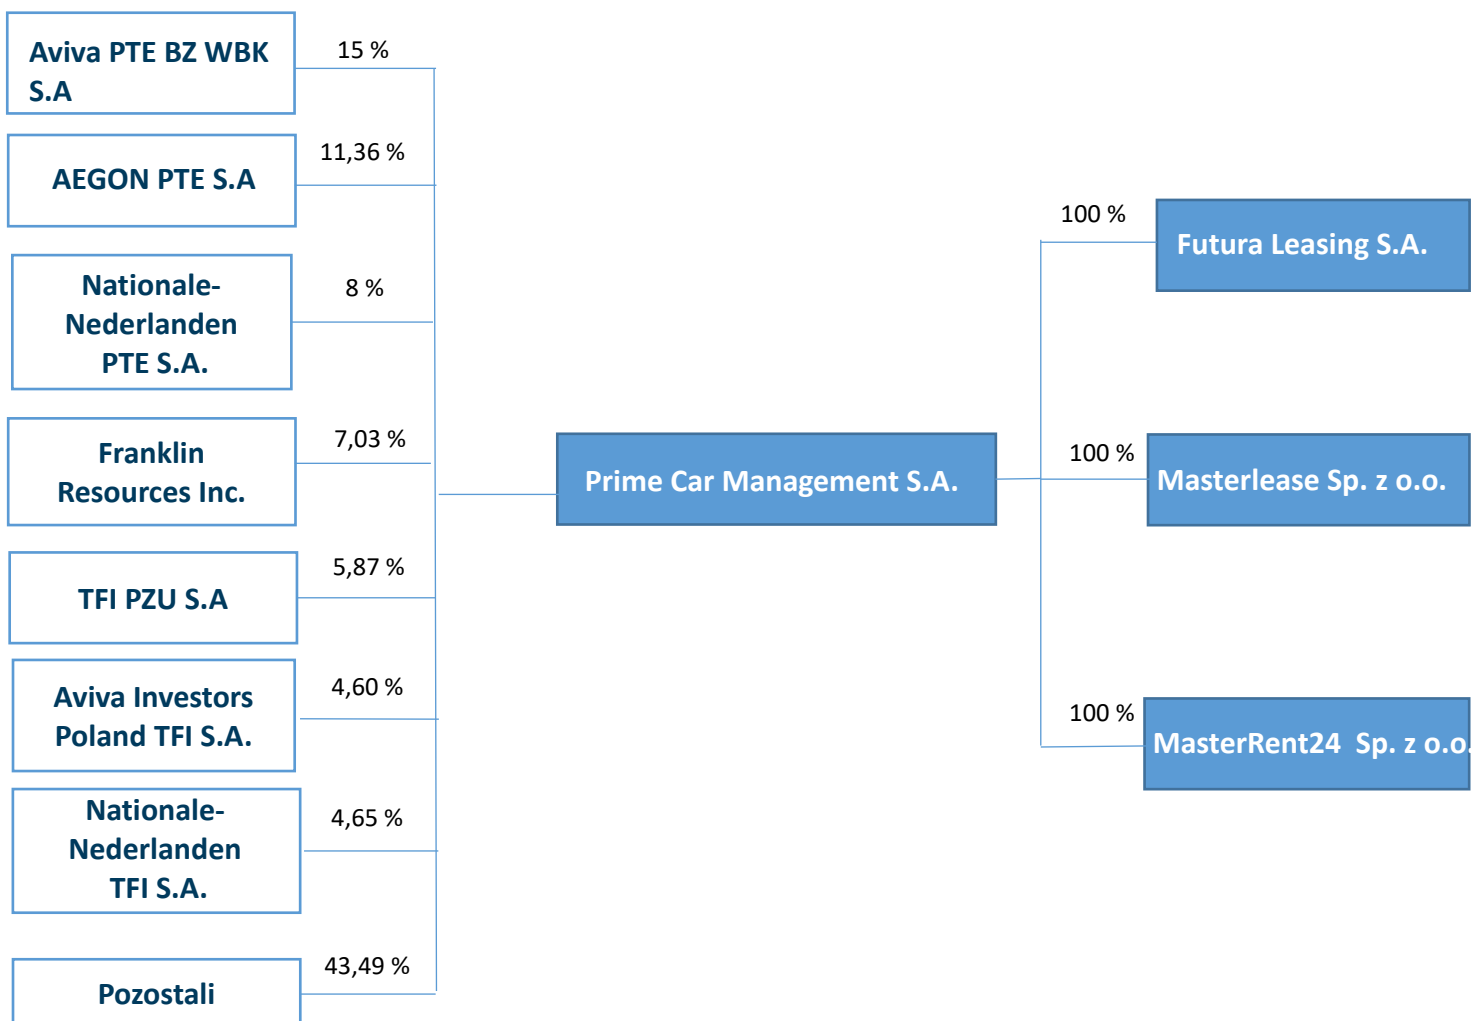 Aviva PTE BZ WBK
S.A
15 %
AEGON PTE S.A
11,36 %
Nationale-
Nederlanden
PTE S.A.
8 %
Franklin
Resources Inc.
7,03 %
TFI PZU S.A
5,87 %
Aviva Investors
Poland TFI S.A.
4,60 %
Nationale-
Nederlanden
TFI S.A.
4,65 %
Pozostali
43,49 %
Prime Car Management S.A.
100 %
Futura Leasing S.A.
100 %
Masterlease Sp. z o.o.
100 %
MasterRent24 Sp. z o.o.